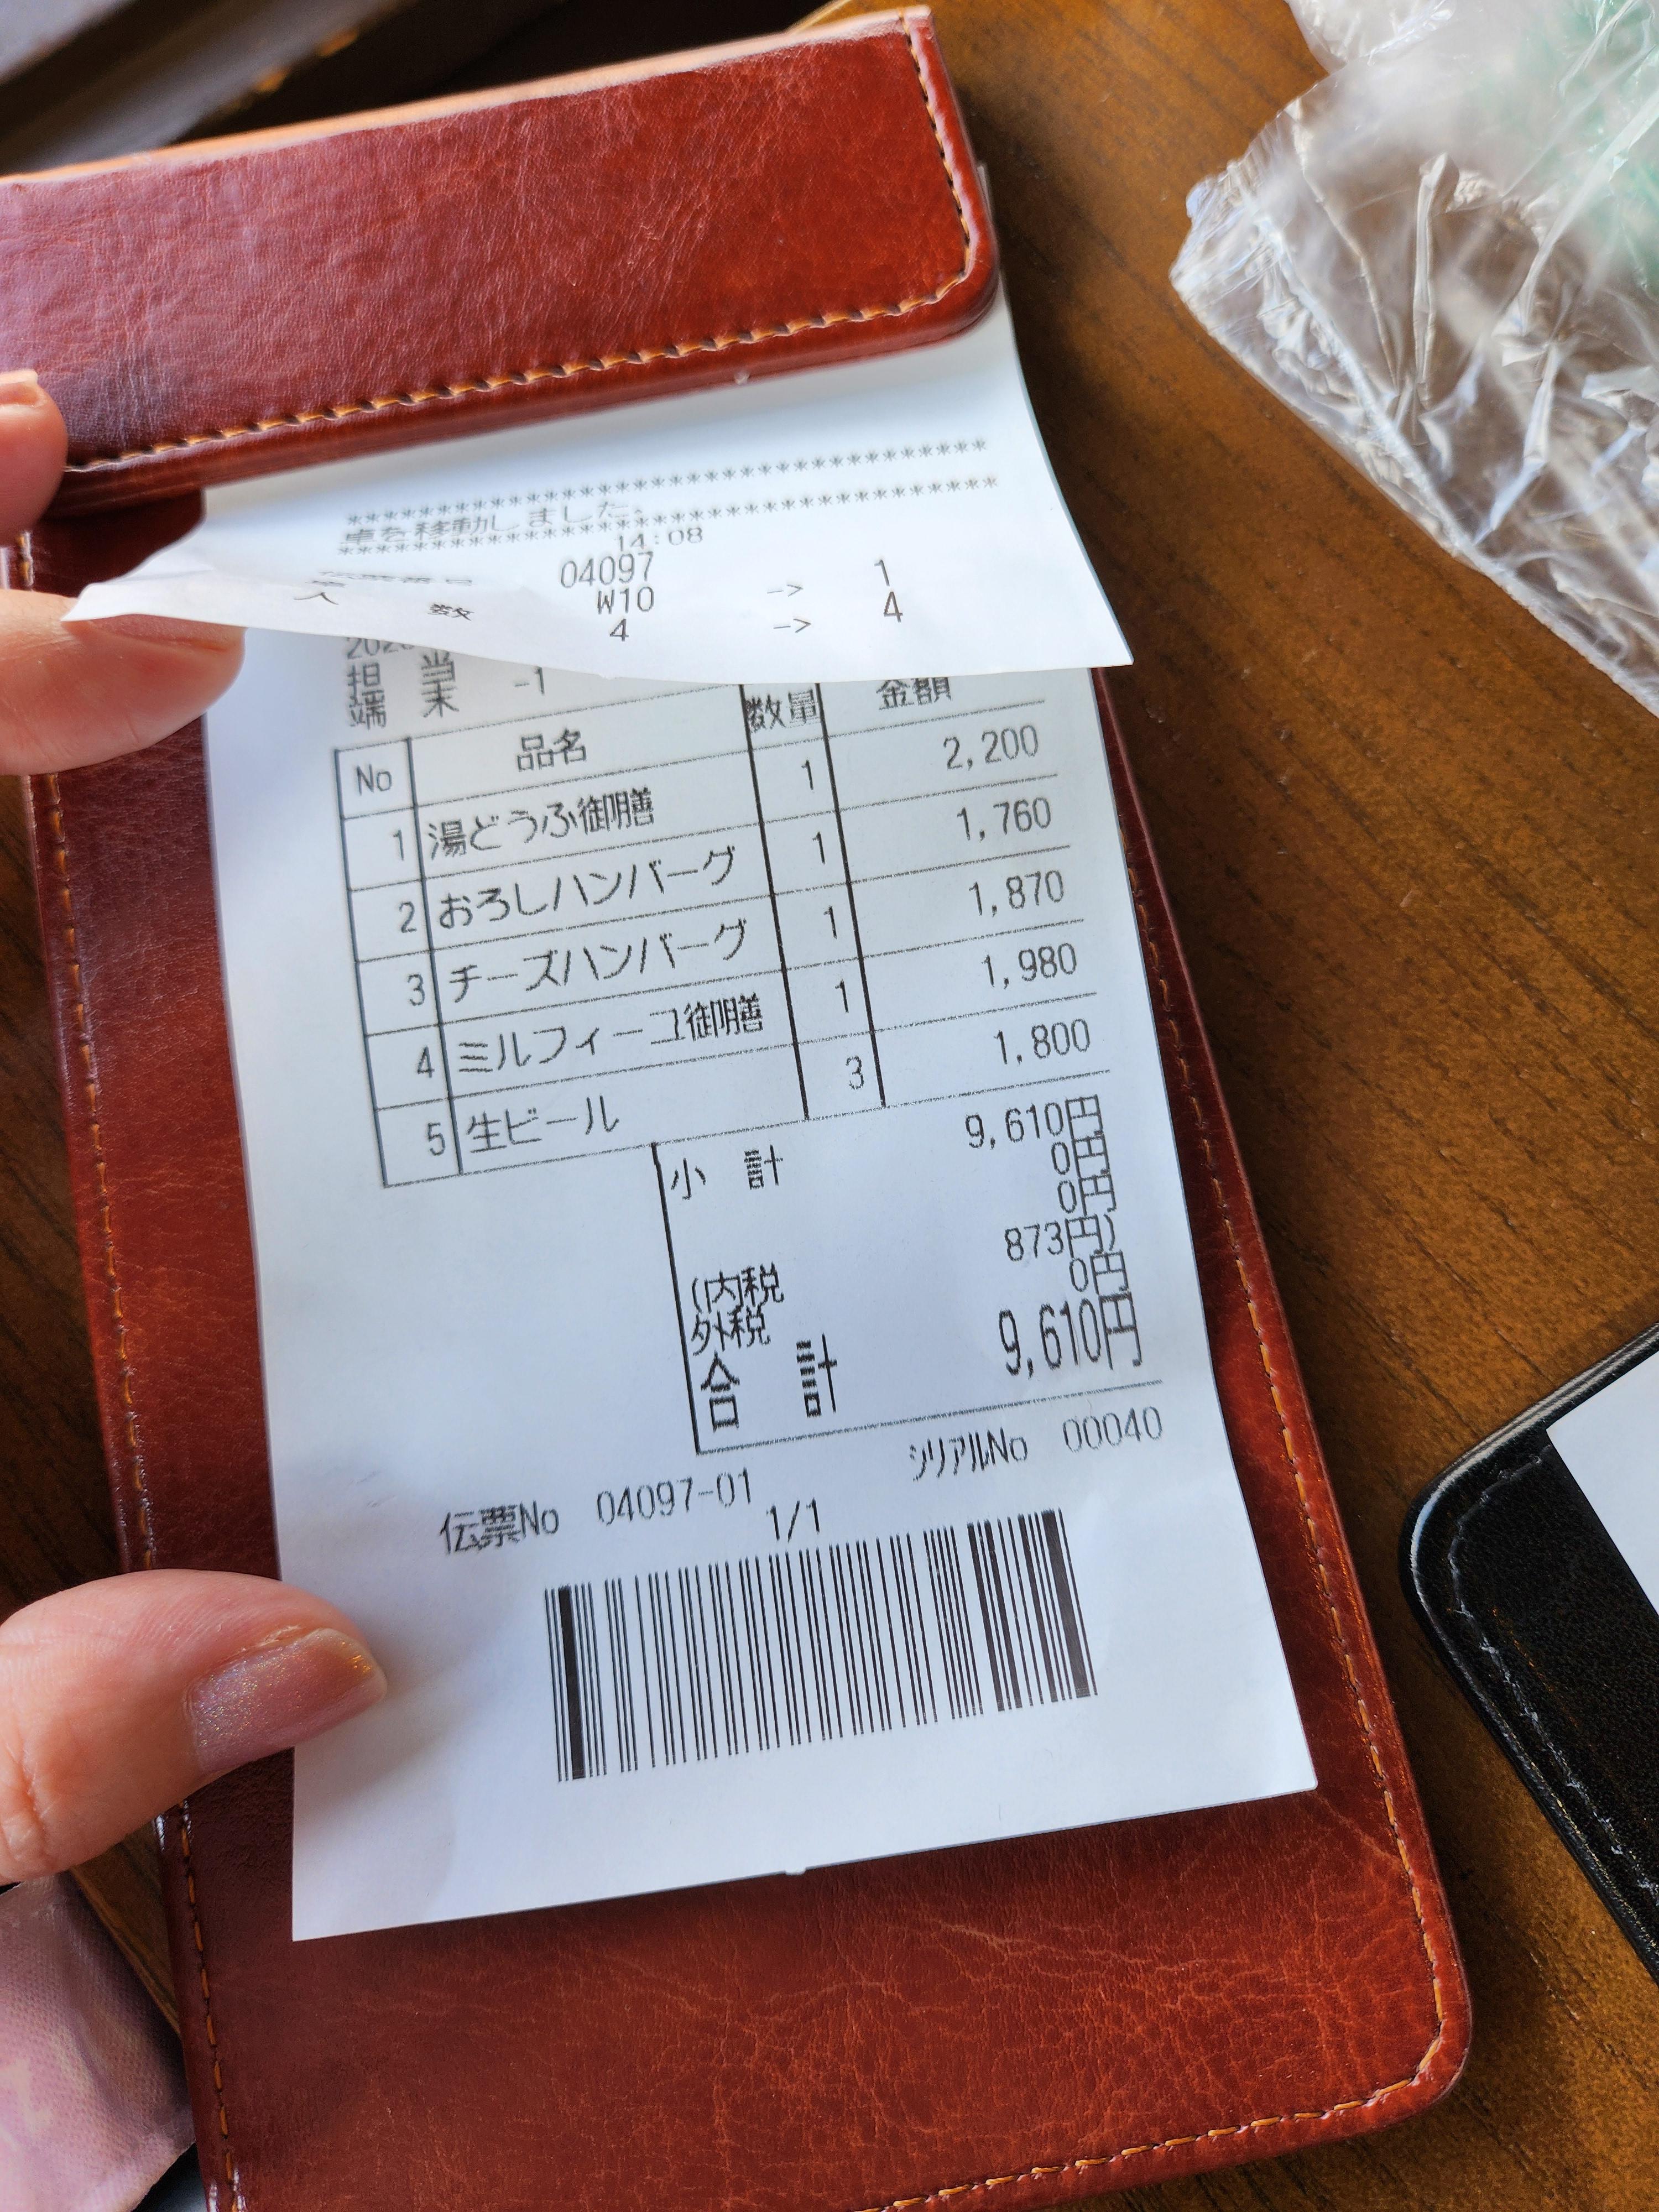 **********************************
卓を移動しました。
**********************************
14:08
04097
W10 -> 1
人 数 4 -> 4
担 当 -1
端 末
No 品名 数量 金額
1 湯どうふ御膳 1 2,200
2 おろしハンバーグ 1 1,760
3 チーズハンバーグ 1 1,870
4 ミルフィーユ御膳 1 1,980
5 生ビール 3 1,800
小 計 9,610円
0円
0円
(内税 873円)
外税 0円
合 計 9,610円
伝票No 04097-01 シリアルNo 00040
1/1